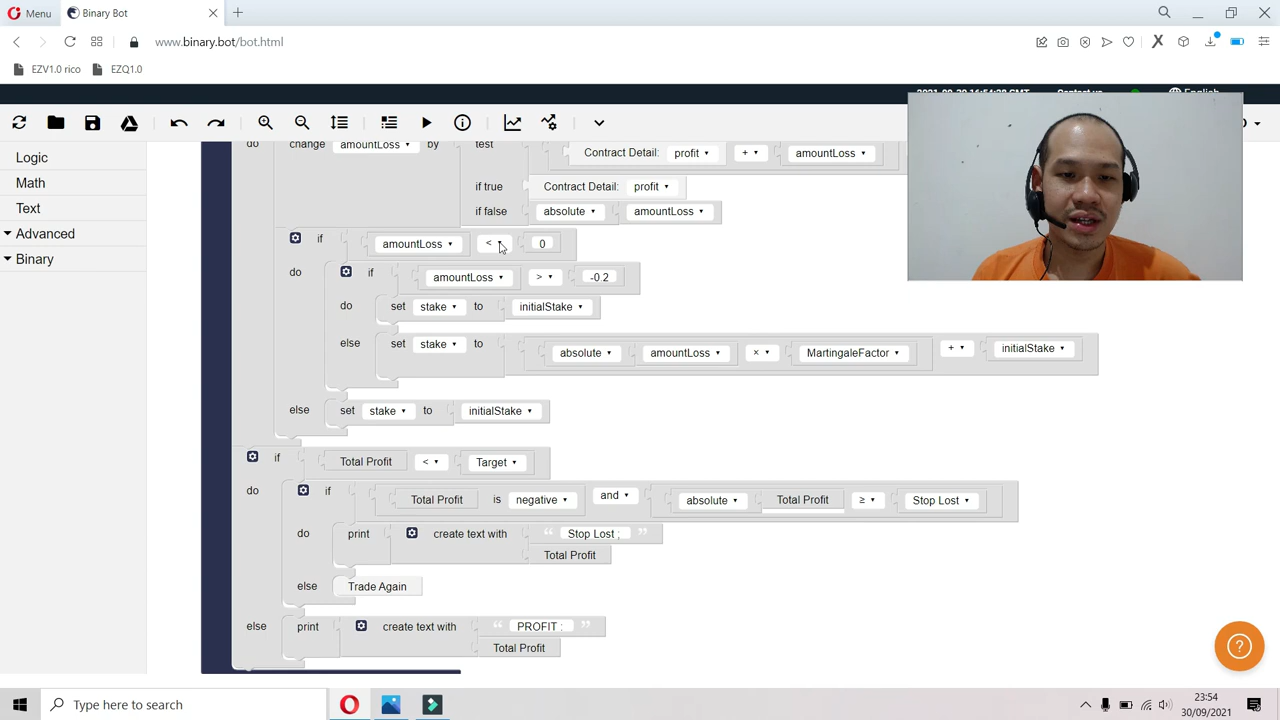 Menu
Binary Bot
www.binary.bot/bot.html
EZV1.0 rico
EZQ1.0
English
Logic
Math
Text
Advanced
Binary
do change amountLoss by test Contract Detail: profit + amountLoss
if true Contract Detail: profit
if false absolute amountLoss
if amountLoss < 0
do if amountLoss > -0.2
do set stake to initialStake
else set stake to absolute amountLoss × MartingaleFactor + initialStake
else set stake to initialStake
if Total Profit < Target
do if Total Profit is negative and absolute Total Profit ≥ Stop Lost
do print create text with “ Stop Lost ; ”
Total Profit
else Trade Again
else print create text with “ PROFIT ; ”
Total Profit
Type here to search
23:54
30/09/2021